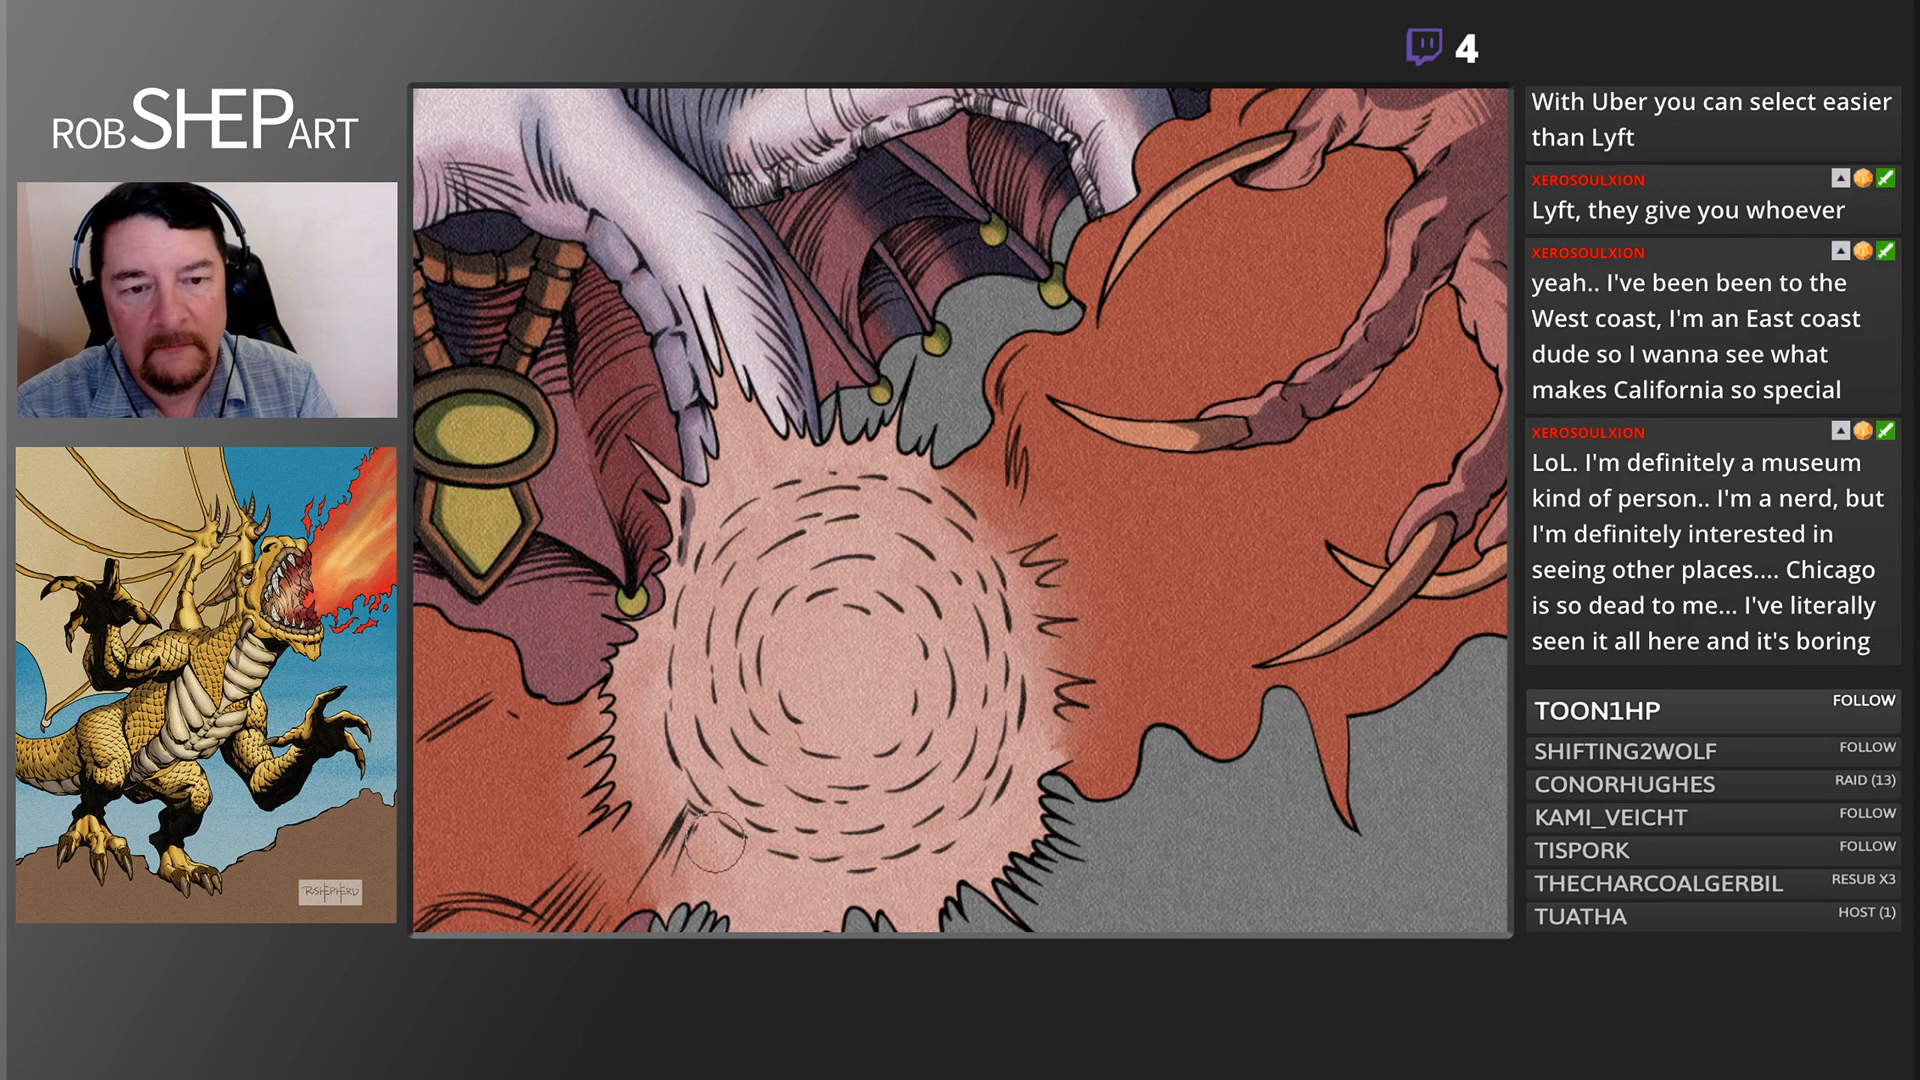 4
ROBSHEPART
With Uber you can select easier
than Lyft
XEROSOULXION
Lyft, they give you whoever
XEROSOULXION
yeah.. I've been been to the
West coast, I'm an East coast
dude so I wanna see what
makes California so special
XEROSOULXION
LoL. I'm definitely a museum
kind of person.. I'm a nerd, but
I'm definitely interested in
seeing other places.... Chicago
is so dead to me... I've literally
seen it all here and it's boring
TOON1HP FOLLOW
SHIFTING2WOLF FOLLOW
CONORHUGHES RAID (13)
KAMI_VEICHT FOLLOW
TISPORK FOLLOW
THECHARCOALGERBIL RESUB X3
TUATHA HOST (1)
R.SHEPHERD